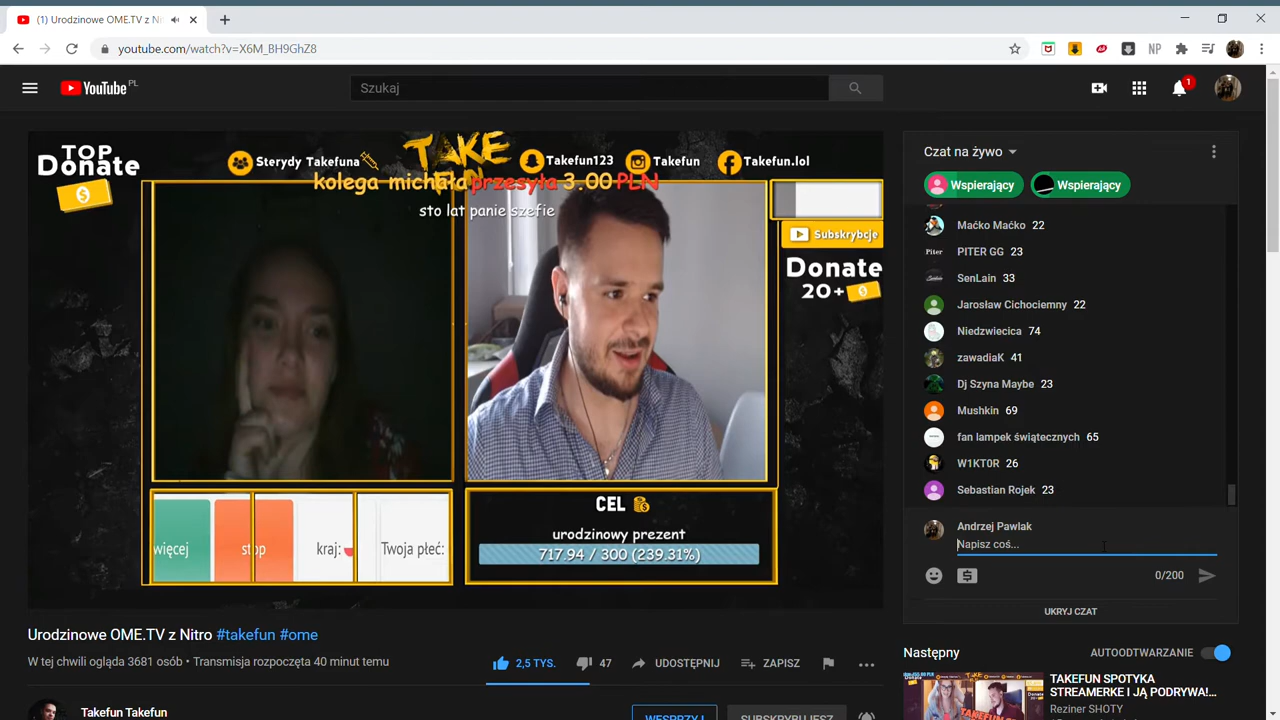 (1) Urodzinowe OME.TV z Ni
youtube.com/watch?v=X6M_BH9GhZ8
NP
YouTube PL
Szukaj
1
TOP
Donate
Sterydy Takefuna
TAKE
Takefun123
Takefun
Takefun.lol
kolega michała przesyła 3.00 PLN
sto lat panie szefie
Subskrybcje
Donate
20+
więcej
stop
kraj:
Twoja płeć:
CEL
urodzinowy prezent
717.94 / 300 (239.31%)
Urodzinowe OME.TV z Nitro #takefun #ome
W tej chwili ogląda 3681 osób • Transmisja rozpoczęta 40 minut temu
2,5 TYS.
47
UDOSTĘPNIJ
ZAPISZ
Takefun Takefun
WESPRZYJ
SUBSKRYBUJESZ
Czat na żywo
Wspierający
Wspierający
Maćko Maćko 22
PITER GG 23
SenLain 33
Jarosław Cichociemny 22
Niedzwiecica 74
zawadiaK 41
Dj Szyna Maybe 23
Mushkin 69
fan lampek świątecznych 65
W1KT0R 26
Sebastian Rojek 23
Andrzej Pawlak
Napisz coś...
0/200
UKRYJ CZAT
Następny
AUTOODTWARZANIE
TAKEFUN SPOTYKA
STREAMERKE I JĄ PODRYWA!...
Reziner SHOTY